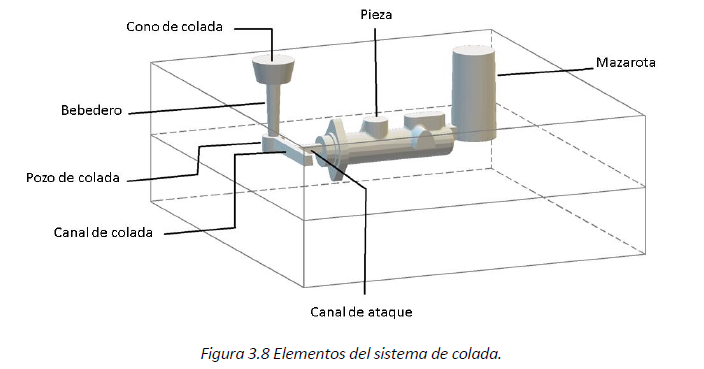 Pieza
Cono de colada
Mazarota
Bebedero
Pozo de colada
Canal de colada
Canal de ataque
Figura 3.8 Elementos del sistema de colada.